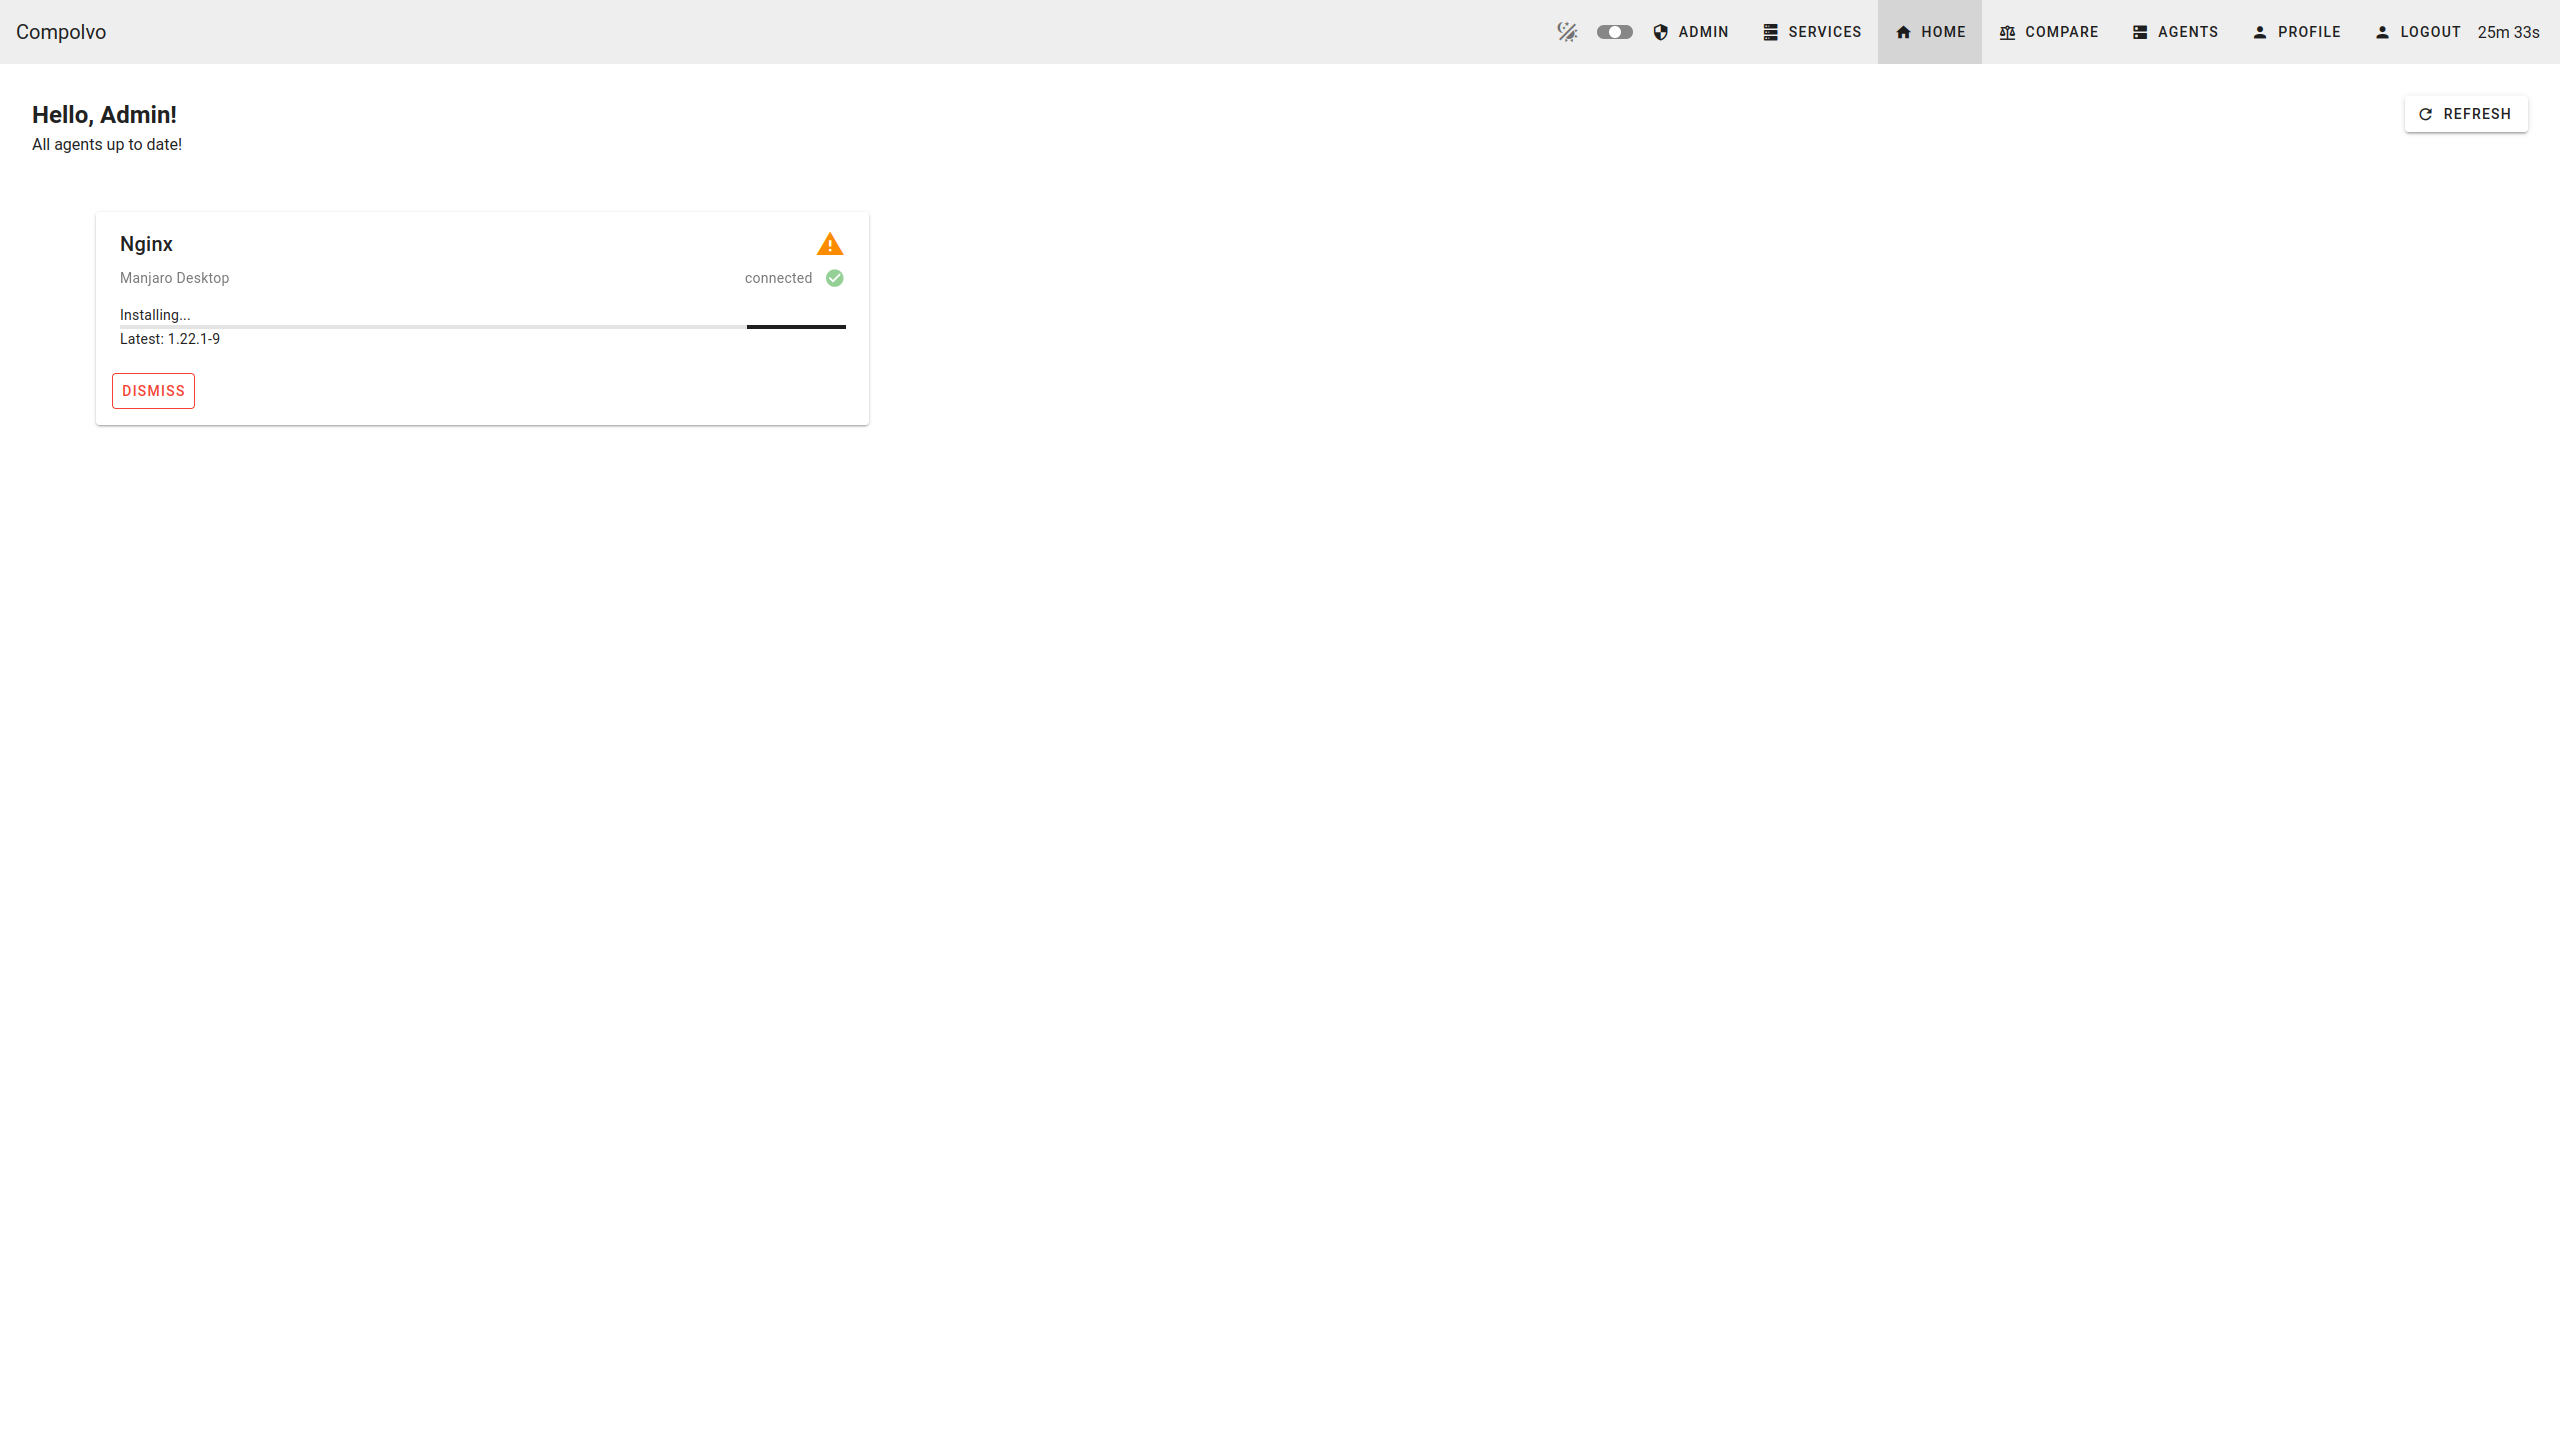 Compolvo
ADMIN SERVICES HOME COMPARE AGENTS PROFILE LOGOUT 25m 33s
Hello, Admin!
REFRESH
All agents up to date!
Nginx
Manjaro Desktop connected
Installing...
Latest: 1.22.1-9
DISMISS